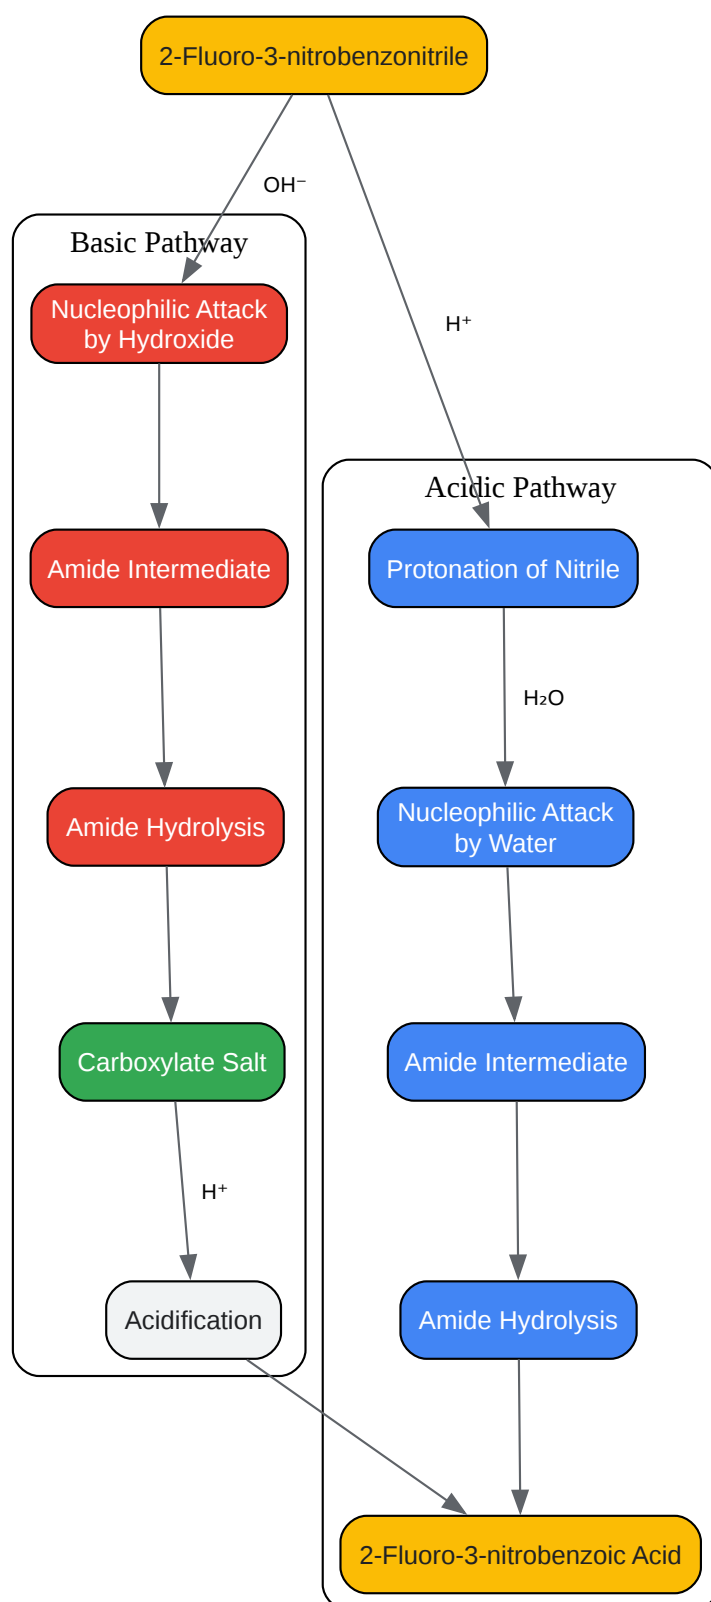 2-Fluoro-3-nitrobenzonitrile
OH⁻
Basic Pathway
Nucleophilic Attack
by Hydroxide
H⁺
Acidic Pathway
Amide Intermediate
Protonation of Nitrile
H₂O
Amide Hydrolysis
Nucleophilic Attack
by Water
Carboxylate Salt
Amide Intermediate
H⁺
Acidification
Amide Hydrolysis
2-Fluoro-3-nitrobenzoic Acid